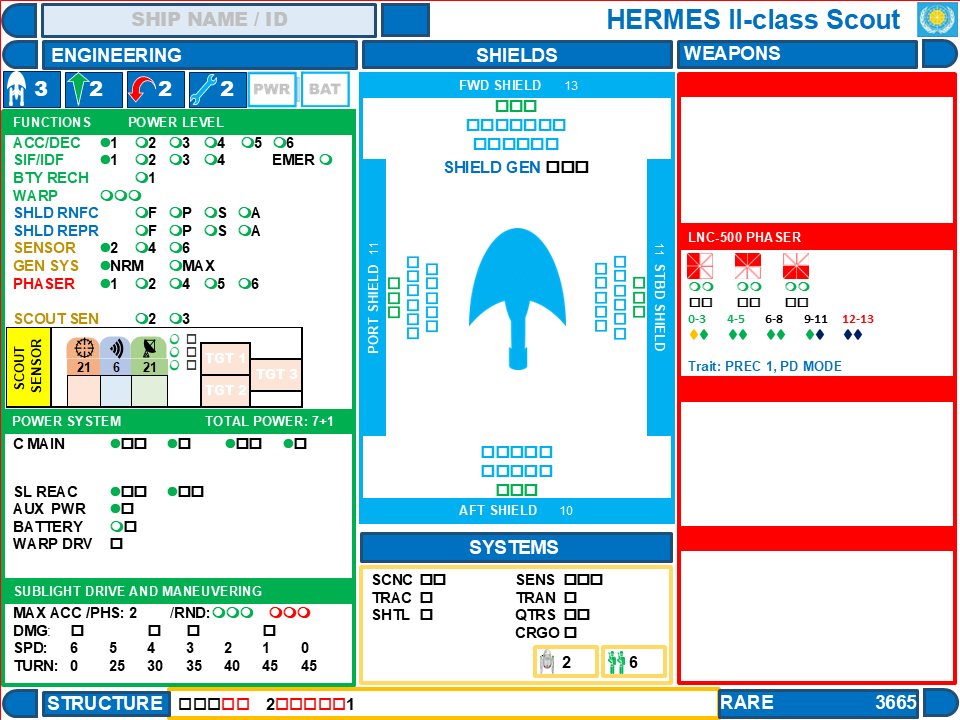 SHIP NAME / ID
HERMES II-class Scout
ENGINEERING
SHIELDS
WEAPONS
3 2 2 2 PWR BAT
FUNCTIONS POWER LEVEL
ACC/DEC 1 2 3 4 5 6
SIF/IDF 1 2 3 4 EMER
BTY RECH 1
WARP
SHLD RNFC F P S A
SHLD REPR F P S A
SENSOR 2 4 6
GEN SYS NRM MAX
PHASER 1 2 4 5 6
SCOUT SEN 2 3
SCOUT SENSOR
21 6 21
TGT 1
TGT 2
TGT 3
POWER SYSTEM TOTAL POWER: 7+1
C MAIN
SL REAC
AUX PWR
BATTERY
WARP DRV
SUBLIGHT DRIVE AND MANUVERING
MAX ACC /PHS: 2 /RND:
DMG:
SPD: 6 5 4 3 2 1 0
TURN: 0 25 30 35 40 45 45
FWD SHIELD 13
SHIELD GEN
PORT SHIELD 11
11 STBD SHIELD
AFT SHIELD 10
SYSTEMS
SCNC
TRAC
SHTL
SENS
TRAN
QTRS
CRGO
2 6
LNC-500 PHASER
0-3 4-5 6-8 9-11 12-13
Trait: PREC 1, PD MODE
STRUCTURE 2 1
RARE 3665